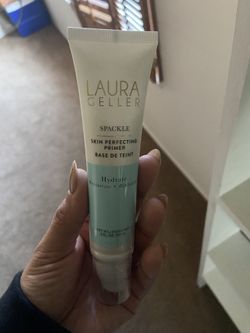 LAURA
GELLER
SPACKLE
SKIN PERFECTING
PRIMER
BASE DE TEINT
Hydrate